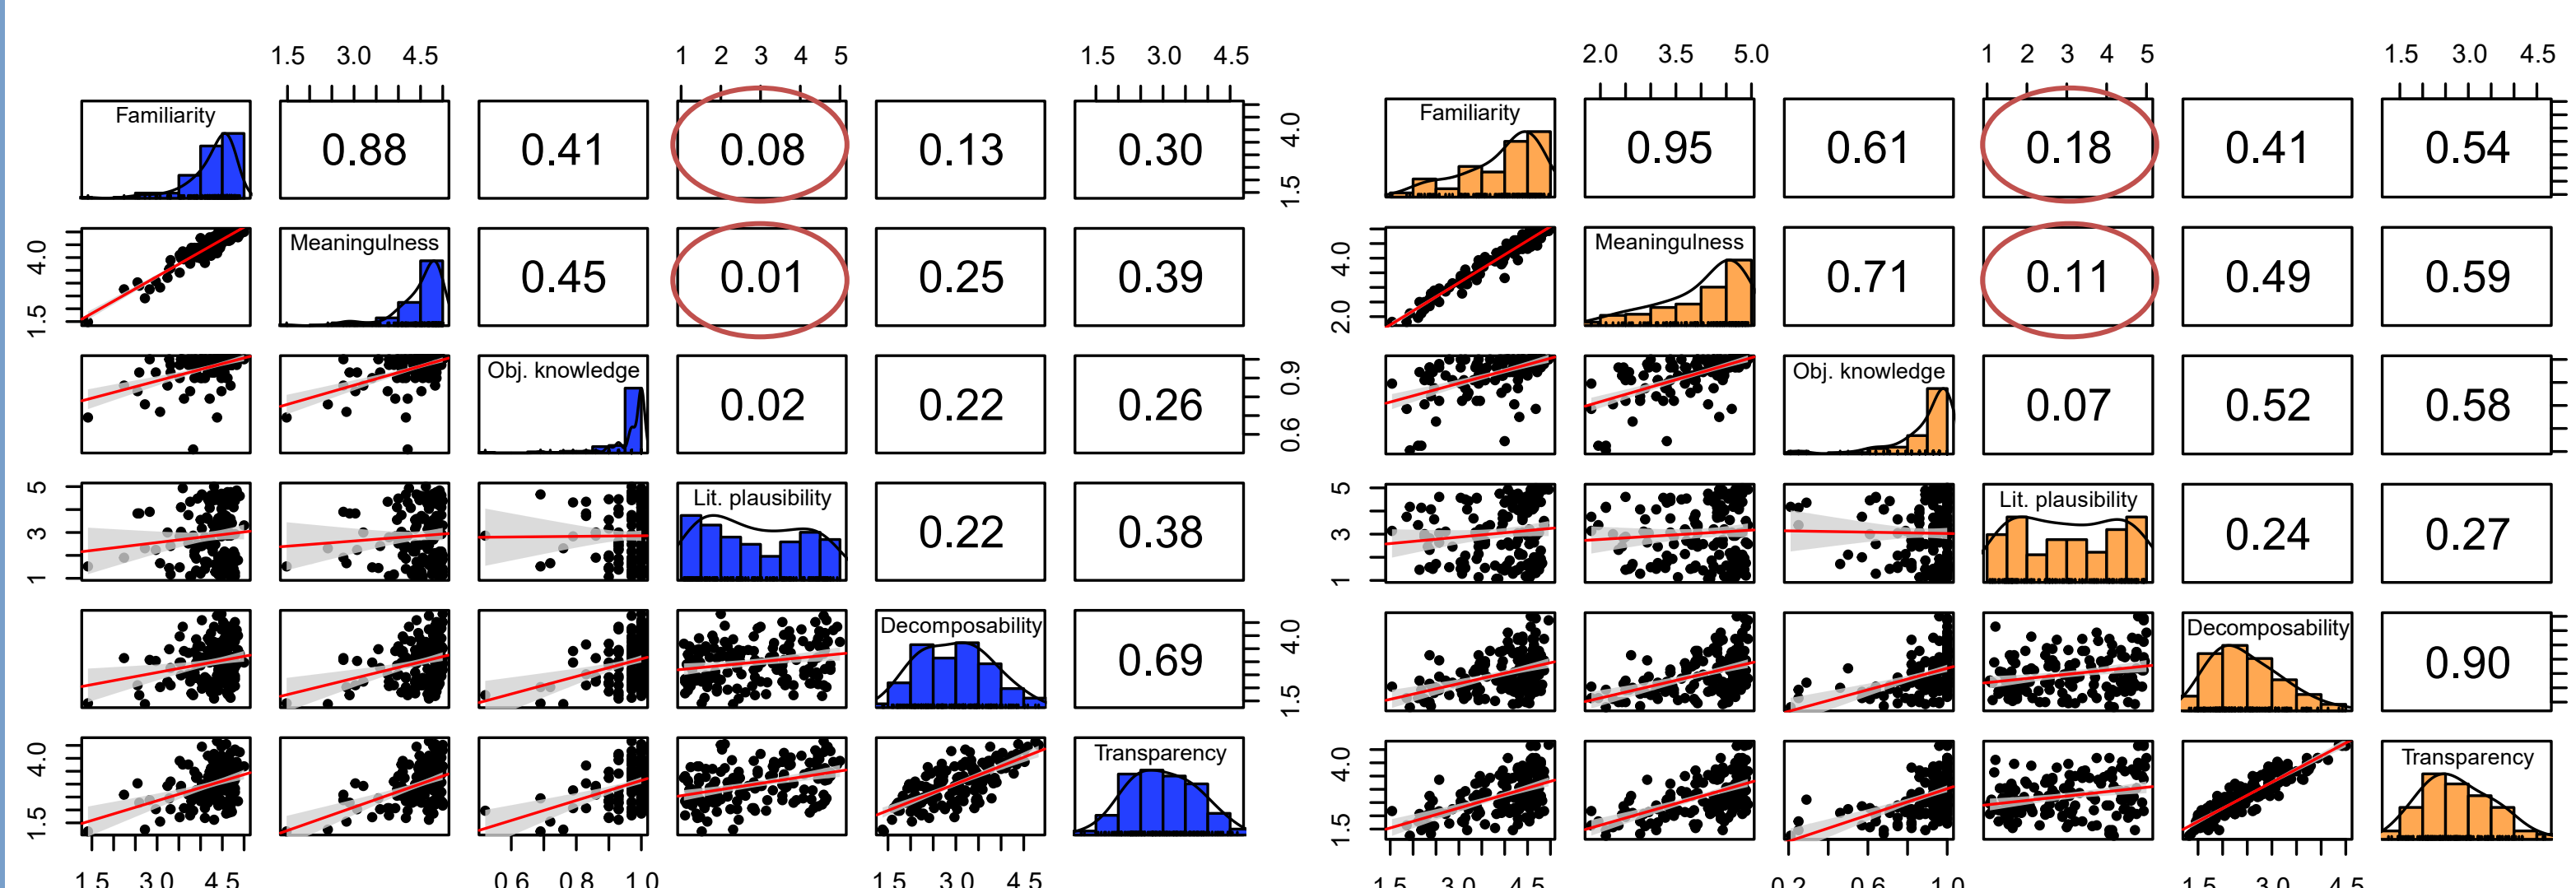 1.5 3.0 4.5 1 2 3 4 5 1.5 3.0 4.5
Familiarity 0.88 0.41 0.08 0.13 0.30 1.5 4.0
4.0 1.5 Meaningulness 0.45 0.01 0.25 0.39
Obj. knowledge 0.02 0.22 0.26 0.6 0.9
5 3 1 Lit. plausibility 0.22 0.38
Decomposability 0.69 1.5 4.0
4.0 1.5 Transparency
1.5 3.0 4.5 0.6 0.8 1.0 1.5 3.0 4.5
2.0 3.5 5.0 1 2 3 4 5 1.5 3.0 4.5
Familiarity 0.95 0.61 0.18 0.41 0.54
4.0 2.0 Meaningulness 0.71 0.11 0.49 0.59
Obj. knowledge 0.07 0.52 0.58
5 3 1 Lit. plausibility 0.24 0.27
Decomposability 0.90
4.0 1.5 Transparency
1.5 3.0 4.5 0.2 0.6 1.0 1.5 3.0 4.5